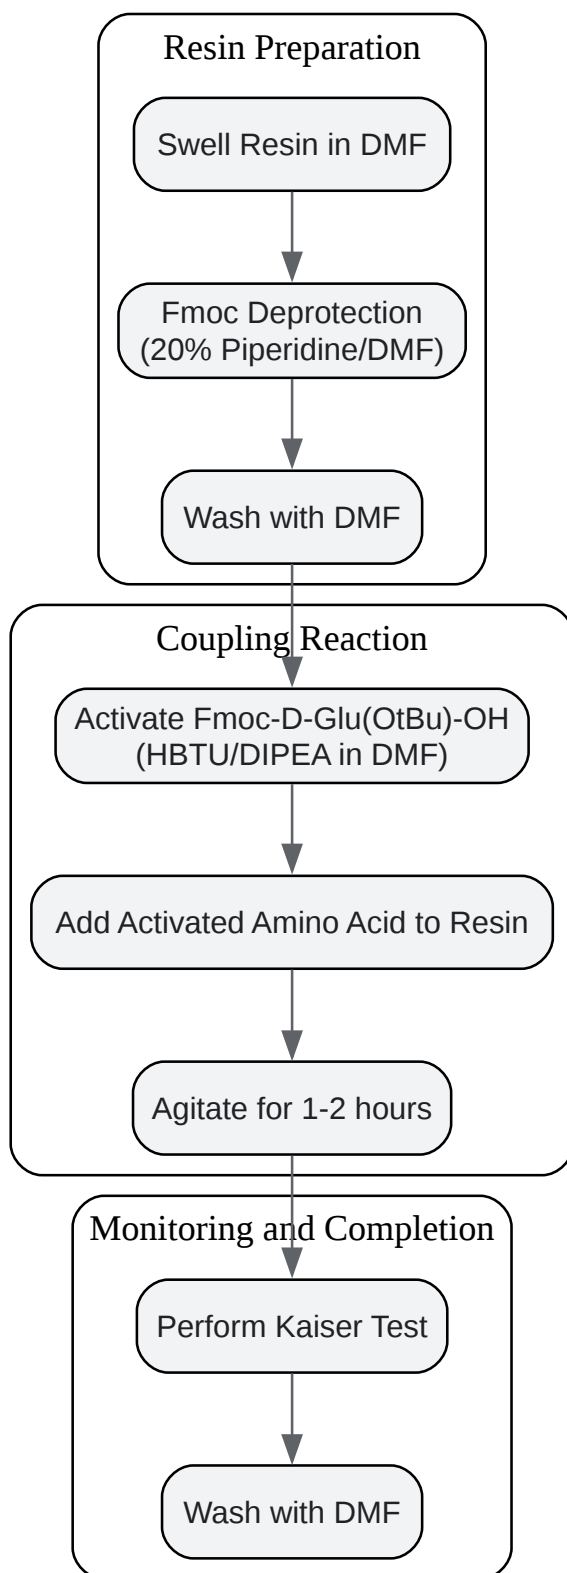 Resin Preparation
Swell Resin in DMF
Fmoc Deprotection
(20% Piperidine/DMF)
Wash with DMF
Coupling Reaction
Activate Fmoc-D-Glu(OtBu)-OH
(HBTU/DIPEA in DMF)
Add Activated Amino Acid to Resin
Agitate for 1-2 hours
Monitoring and Completion
Perform Kaiser Test
Wash with DMF